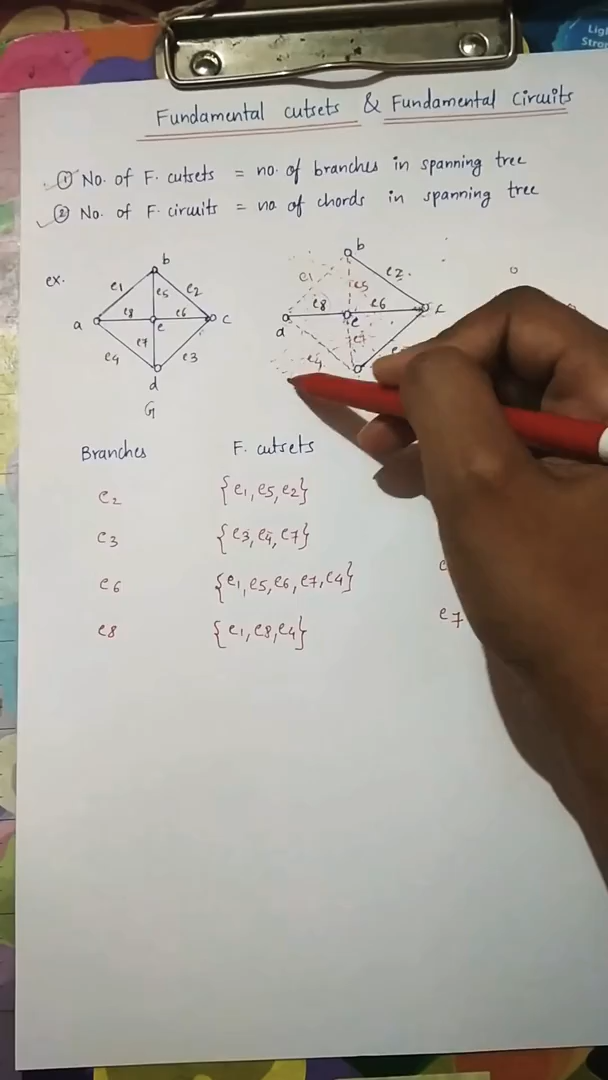 Fundamental cutsets & Fundamental Circuits
① No. of F. cutsets = no. of branches in spanning tree
② No. of F. circuits = no. of chords in spanning tree
ex.
b
e1 e5 e2
a e8 e e6 c
e4 e7 e3
d
G
b
e1 e5 e2
a e8 e e6 c
e4
Branches F. cutsets
e2 {e1, e5, e2}
e3 {e3, e4, e7}
e6 {e1, e5, e6, e7, e4}
e8 {e1, e8, e4}
e7
Ligh
Stron